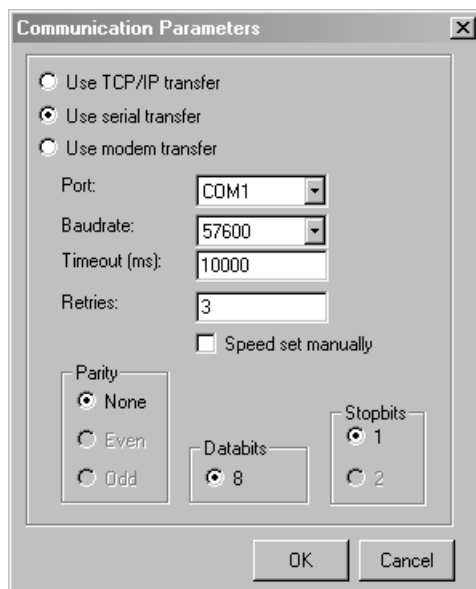 Communication Parameters
Use TCP/IP transfer
Use serial transfer
Use modem transfer
Port: COM1
Baudrate: 57600
Timeout (ms): 10000
Retries: 3
Speed set manually
Parity
None
Even
Odd
Databits
8
Stopbits
1
2
OK Cancel